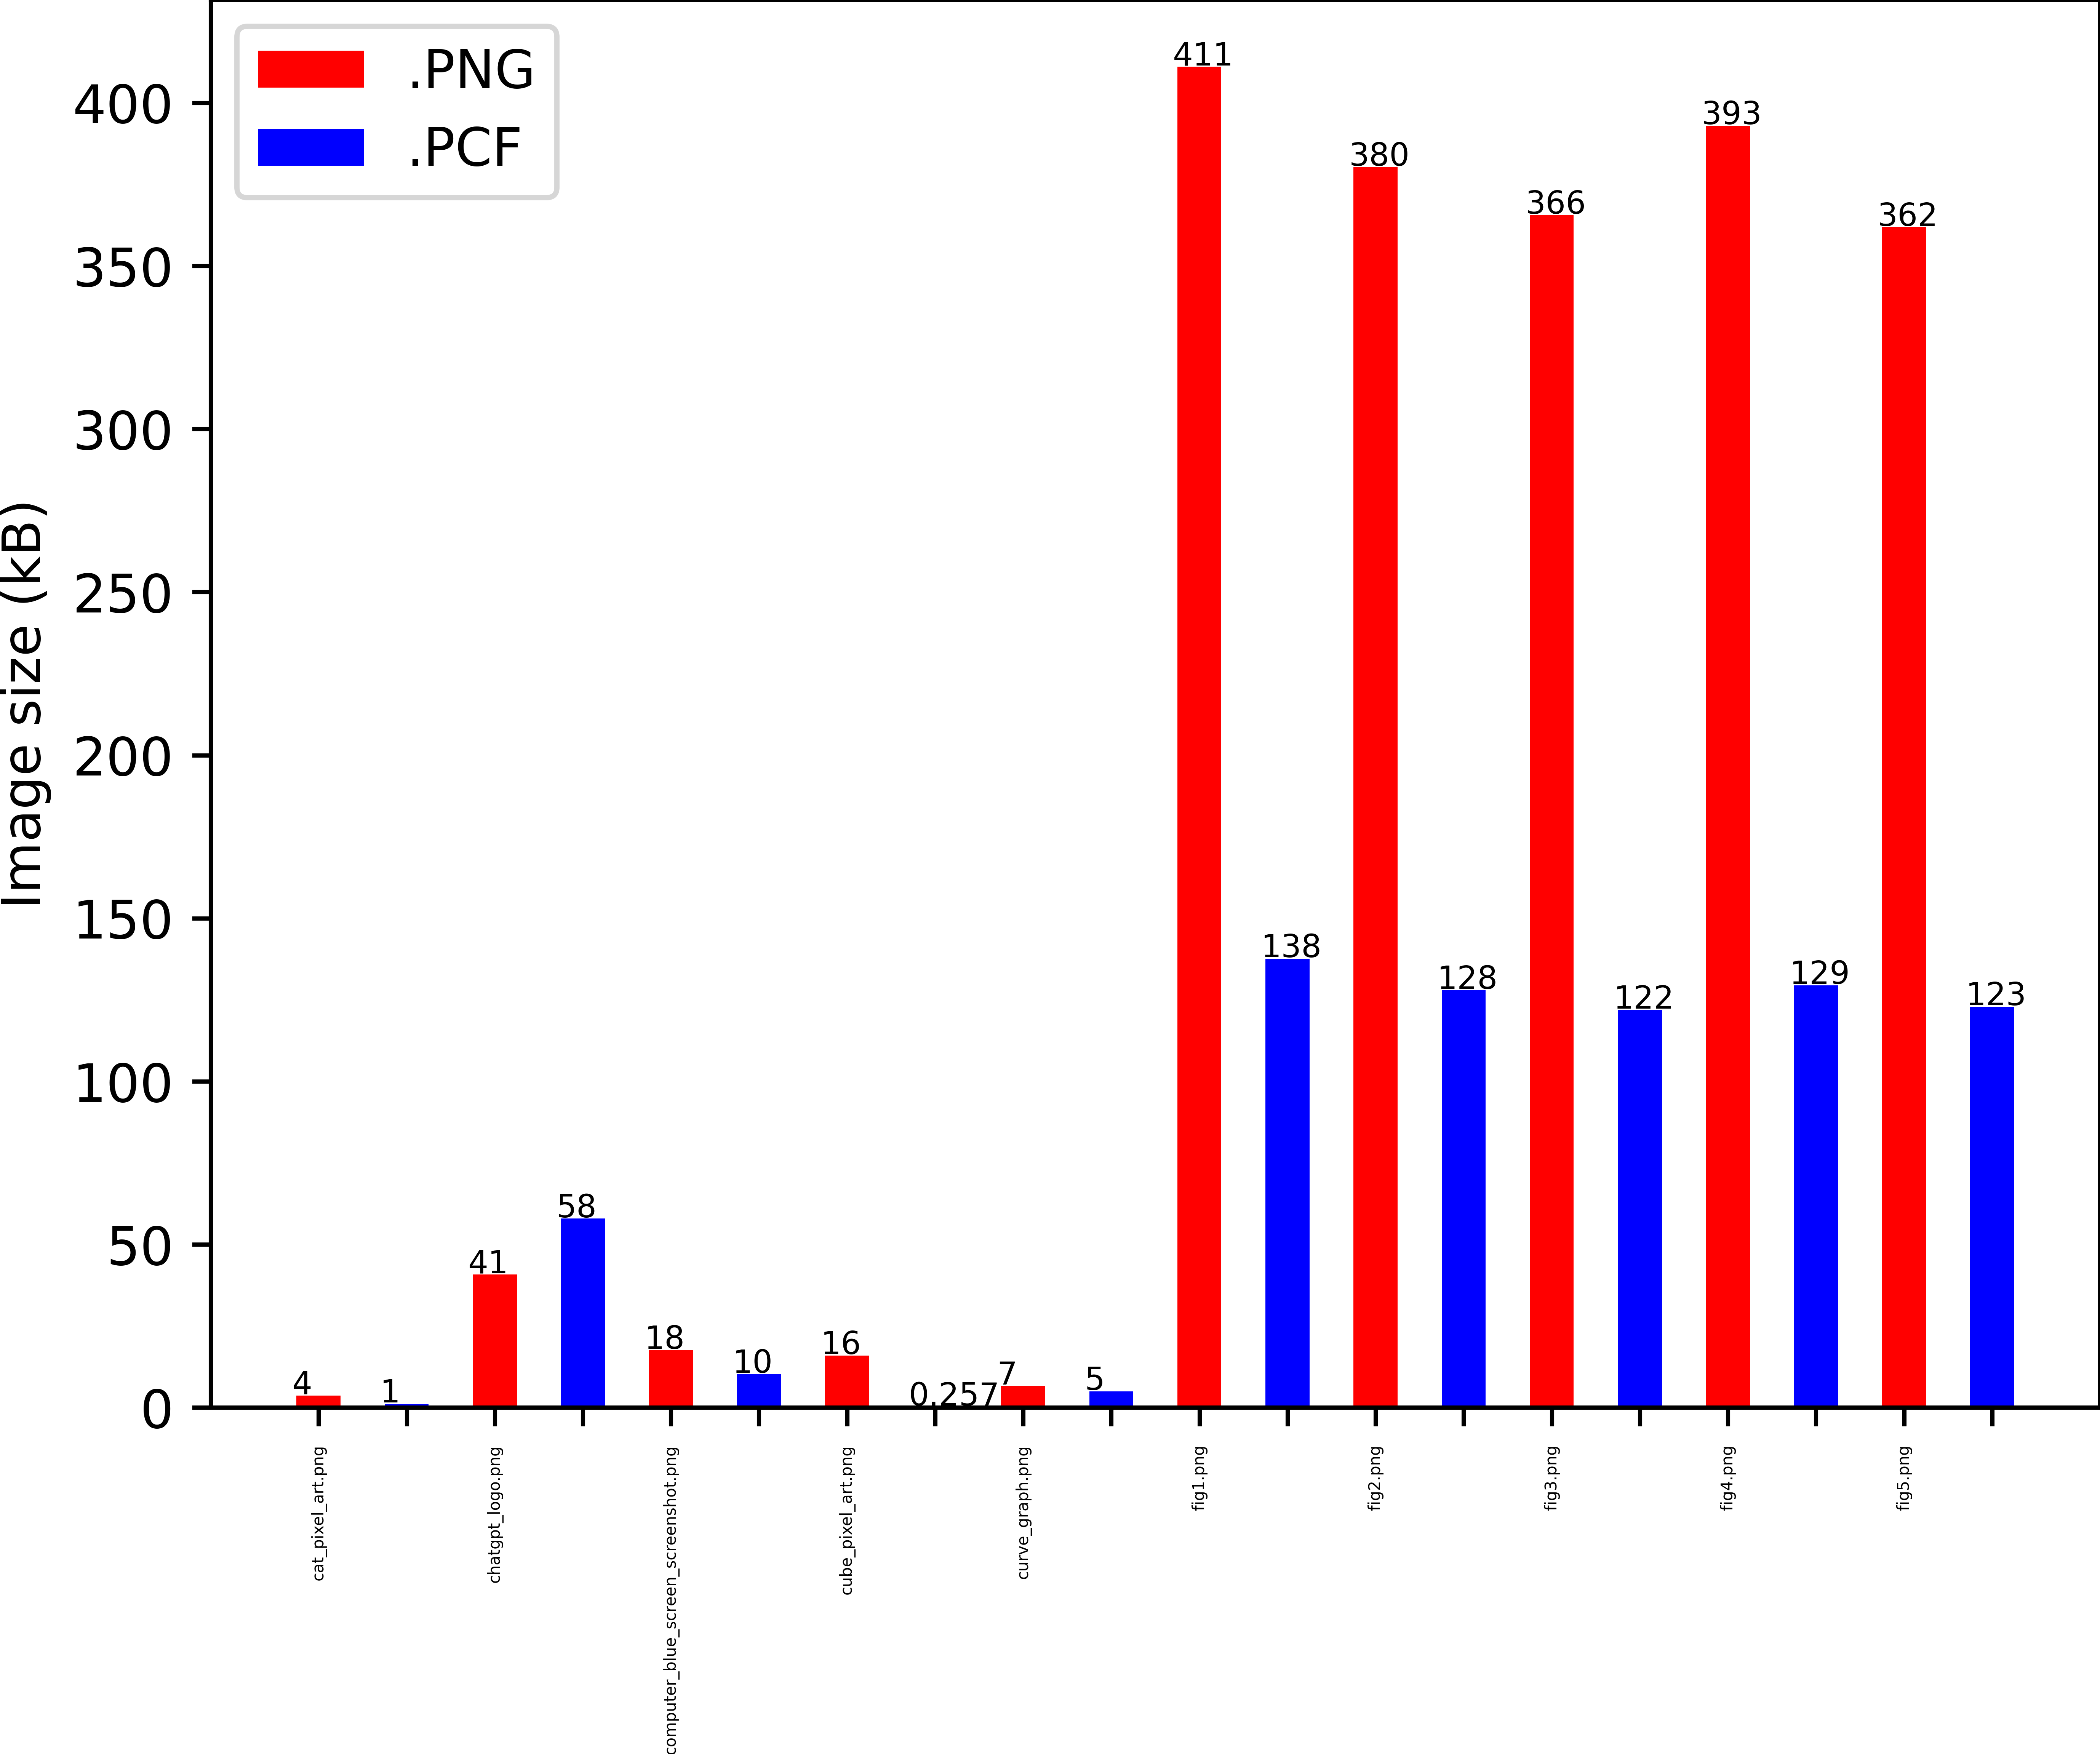 .PNG
.PCF
Image size (kB)
400
350
300
250
200
150
100
50
0
4
1
41
58
18
10
16
0.257
7
5
411
138
380
128
366
122
393
129
362
123
cat_pixel_art.png
chatgpt_logo.png
computer_blue_screen_screenshot.png
cube_pixel_art.png
curve_graph.png
fig1.png
fig2.png
fig3.png
fig4.png
fig5.png